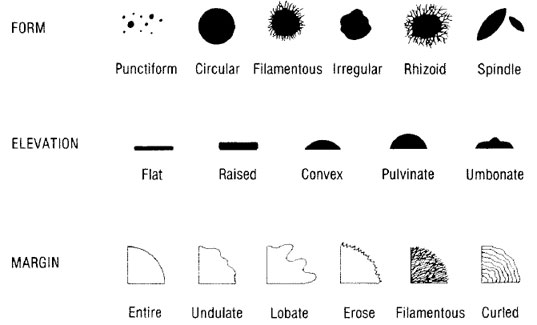 FORM
Punctiform Circular Filamentous Irregular Rhizoid Spindle
ELEVATION
Flat Raised Convex Pulvinate Umbonate
MARGIN
Entire Undulate Lobate Erose Filamentous Curled